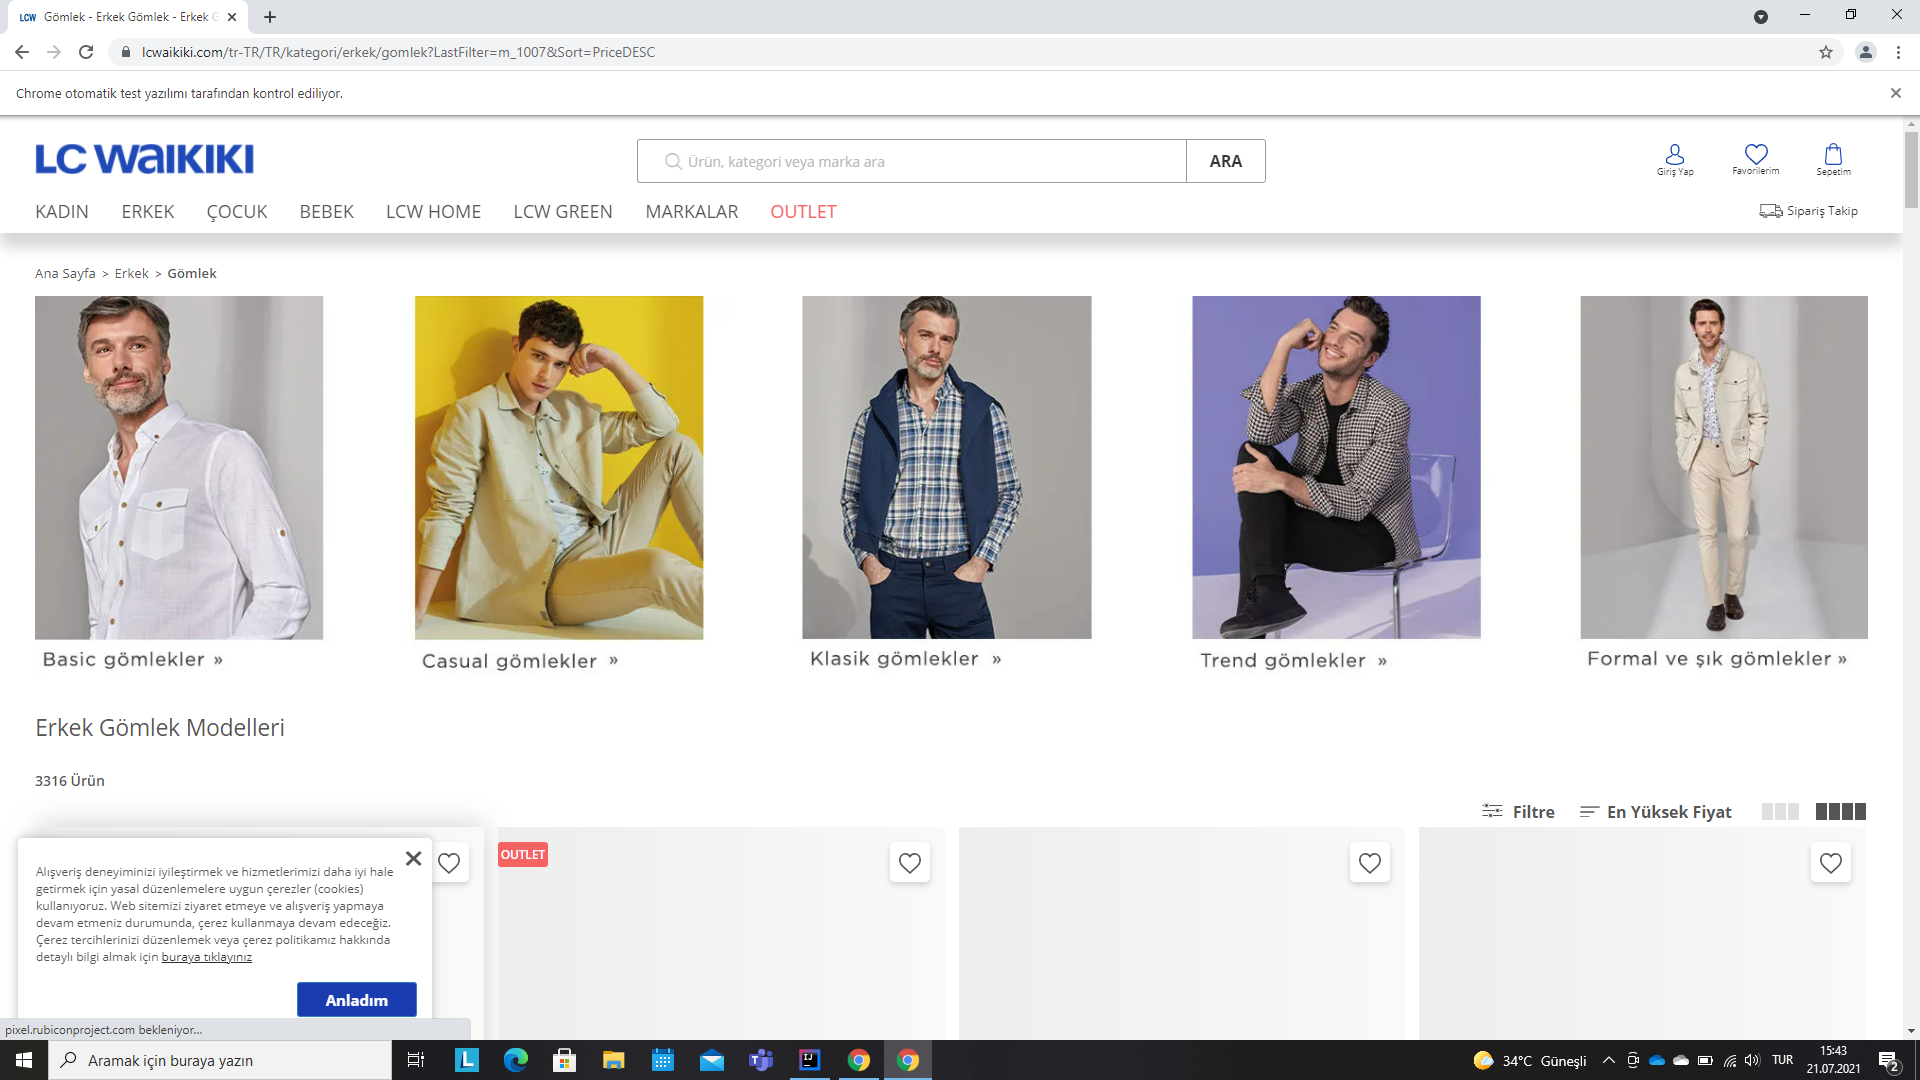 LCW Gömlek - Erkek Gömlek - Erkek G
lcwaikiki.com/tr-TR/TR/kategori/erkek/gomlek?LastFilter=m_1007&Sort=PriceDESC
Chrome otomatik test yazılımı tarafından kontrol ediliyor.
LC WAIKIKI
Ürün, kategori veya marka ara
ARA
Giriş Yap
Favorilerim
Sepetim
KADIN ERKEK ÇOCUK BEBEK LCW HOME LCW GREEN MARKALAR OUTLET
Sipariş Takip
Ana Sayfa > Erkek > Gömlek
Basic gömlekler »
Casual gömlekler »
Klasik gömlekler »
Trend gömlekler »
Formal ve şık gömlekler »
Erkek Gömlek Modelleri
3316 Ürün
Filtre
En Yüksek Fiyat
OUTLET
Alışveriş deneyiminizi iyileştirmek ve hizmetlerimizi daha iyi hale
getirmek için yasal düzenlemelere uygun çerezler (cookies)
kullanıyoruz. Web sitemizi ziyaret etmeye ve alışveriş yapmaya
devam etmeniz durumunda, çerez kullanmaya devam edeceğiz.
Çerez tercihlerinizi düzenlemek veya çerez politikamız hakkında
detaylı bilgi almak için buraya tıklayınız
Anladım
pixel.rubiconproject.com bekleniyor...
Aramak için buraya yazın
L
IJ
34°C Güneşli
TUR
15:43
21.07.2021
2